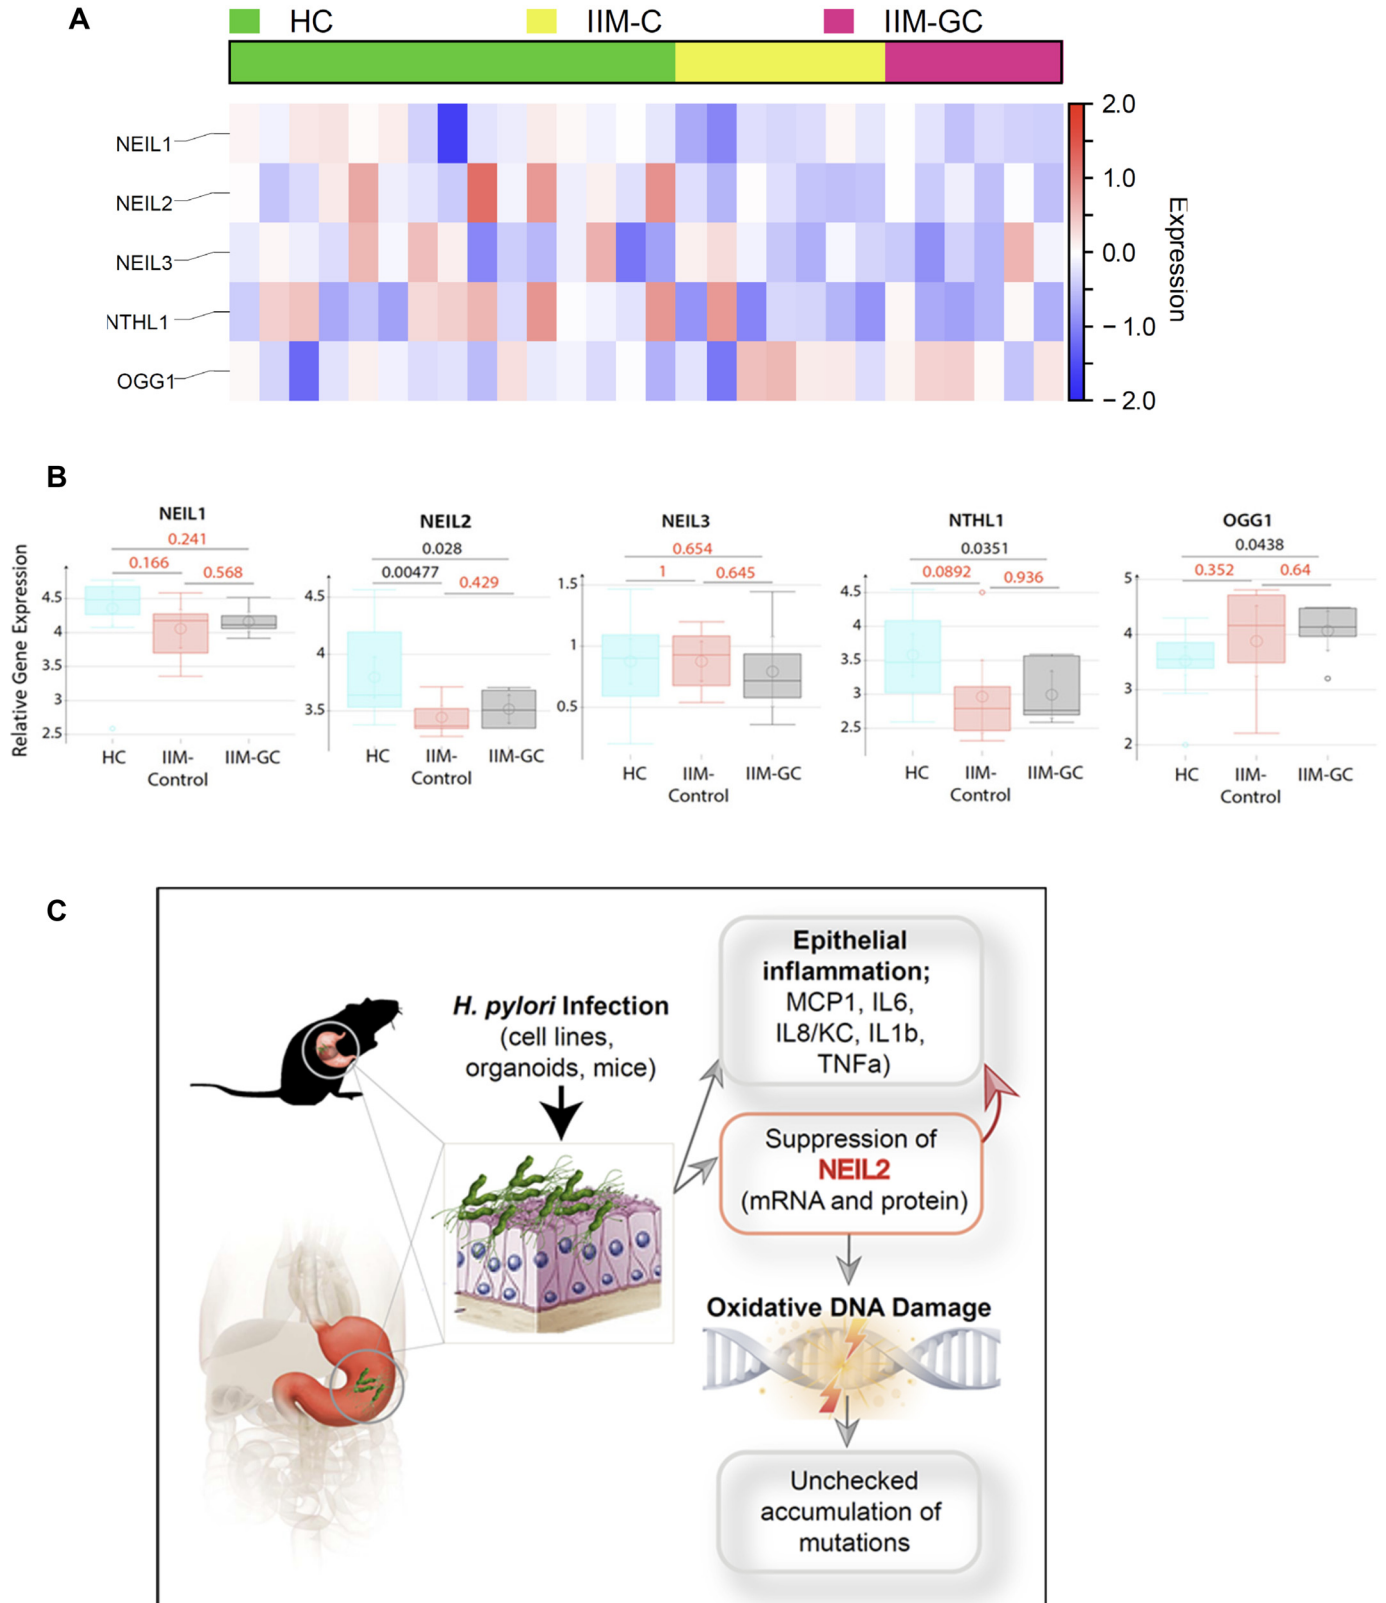 A
HC
IIM-C
IIM-GC
NEIL1
NEIL2
NEIL3
NTHL1
OGG1
2.0
1.0
0.0
− 1.0
− 2.0
Expression
B
Relative Gene Expression
NEIL1
0.241
0.166
0.568
4.5
4
3.5
3
2.5
HC
IIM-
Control
IIM-GC
NEIL2
0.028
0.00477
0.429
4.5
4
3.5
HC
IIM-
Control
IIM-GC
NEIL3
0.654
1
0.645
1.5
1
0.5
HC
IIM-
Control
IIM-GC
NTHL1
0.0351
0.0892
0.936
4.5
4
3.5
3
2.5
HC
IIM-
Control
IIM-GC
OGG1
0.0438
0.352
0.64
5
4
3
2
HC
IIM-
Control
IIM-GC
C
H. pylori Infection
(cell lines,
organoids, mice)
Epithelial
inflammation;
MCP1, IL6,
IL8/KC, IL1b,
TNFa)
Suppression of
NEIL2
(mRNA and protein)
Oxidative DNA Damage
Unchecked
accumulation of
mutations